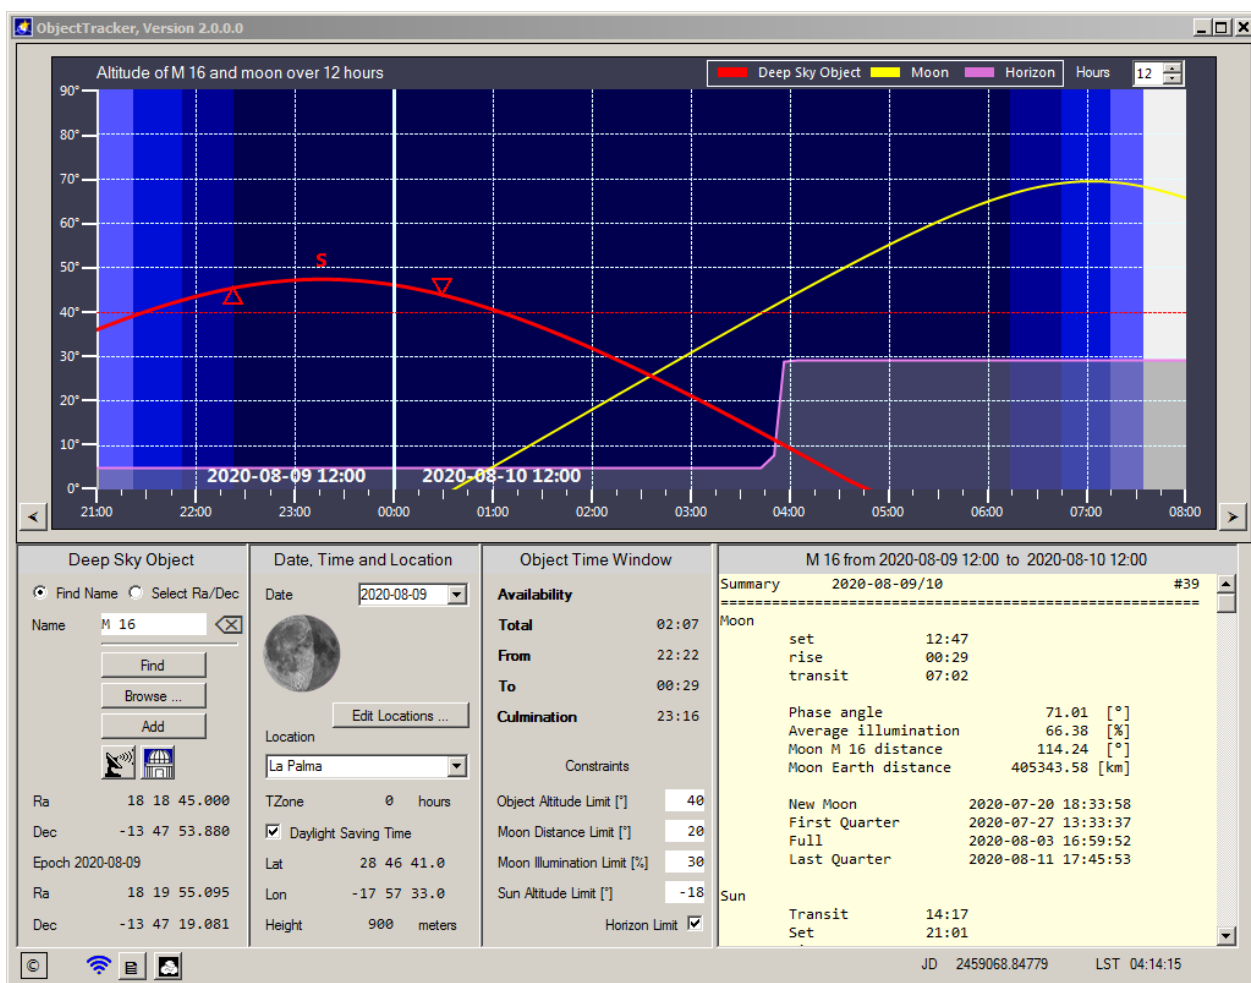 ObjectTracker, Version 2.0.0.0
Altitude of M 16 and moon over 12 hours
Deep Sky Object Moon Horizon Hours 12
90°
80°
70°
60°
50°
40°
30°
20°
10°
0°
S
2020-08-09 12:00 2020-08-10 12:00
21:00 22:00 23:00 00:00 01:00 02:00 03:00 04:00 05:00 06:00 07:00 08:00
< >
Deep Sky Object
Find Name Select Ra/Dec
Name M 16
Find
Browse ...
Add
Ra 18 18 45.000
Dec -13 47 53.880
Epoch 2020-08-09
Ra 18 19 55.095
Dec -13 47 19.081
Date, Time and Location
Date 2020-08-09
Edit Locations ...
Location
La Palma
TZone 0 hours
Daylight Saving Time
Lat 28 46 41.0
Lon -17 57 33.0
Height 900 meters
Object Time Window
Availability
Total 02:07
From 22:22
To 00:29
Culmination 23:16
Constraints
Object Altitude Limit [°] 40
Moon Distance Limit [°] 20
Moon Illumination Limit [%] 30
Sun Altitude Limit [°] -18
Horizon Limit
M 16 from 2020-08-09 12:00 to 2020-08-10 12:00
Summary 2020-08-09/10 #39
========================================================
Moon
set 12:47
rise 00:29
transit 07:02
Phase angle 71.01 [°]
Average illumination 66.38 [%]
Moon M 16 distance 114.24 [°]
Moon Earth distance 405343.58 [km]
New Moon 2020-07-20 18:33:58
First Quarter 2020-07-27 13:33:37
Full 2020-08-03 16:59:52
Last Quarter 2020-08-11 17:45:53
Sun
Transit 14:17
Set 21:01
©
JD 2459068.84779 LST 04:14:15